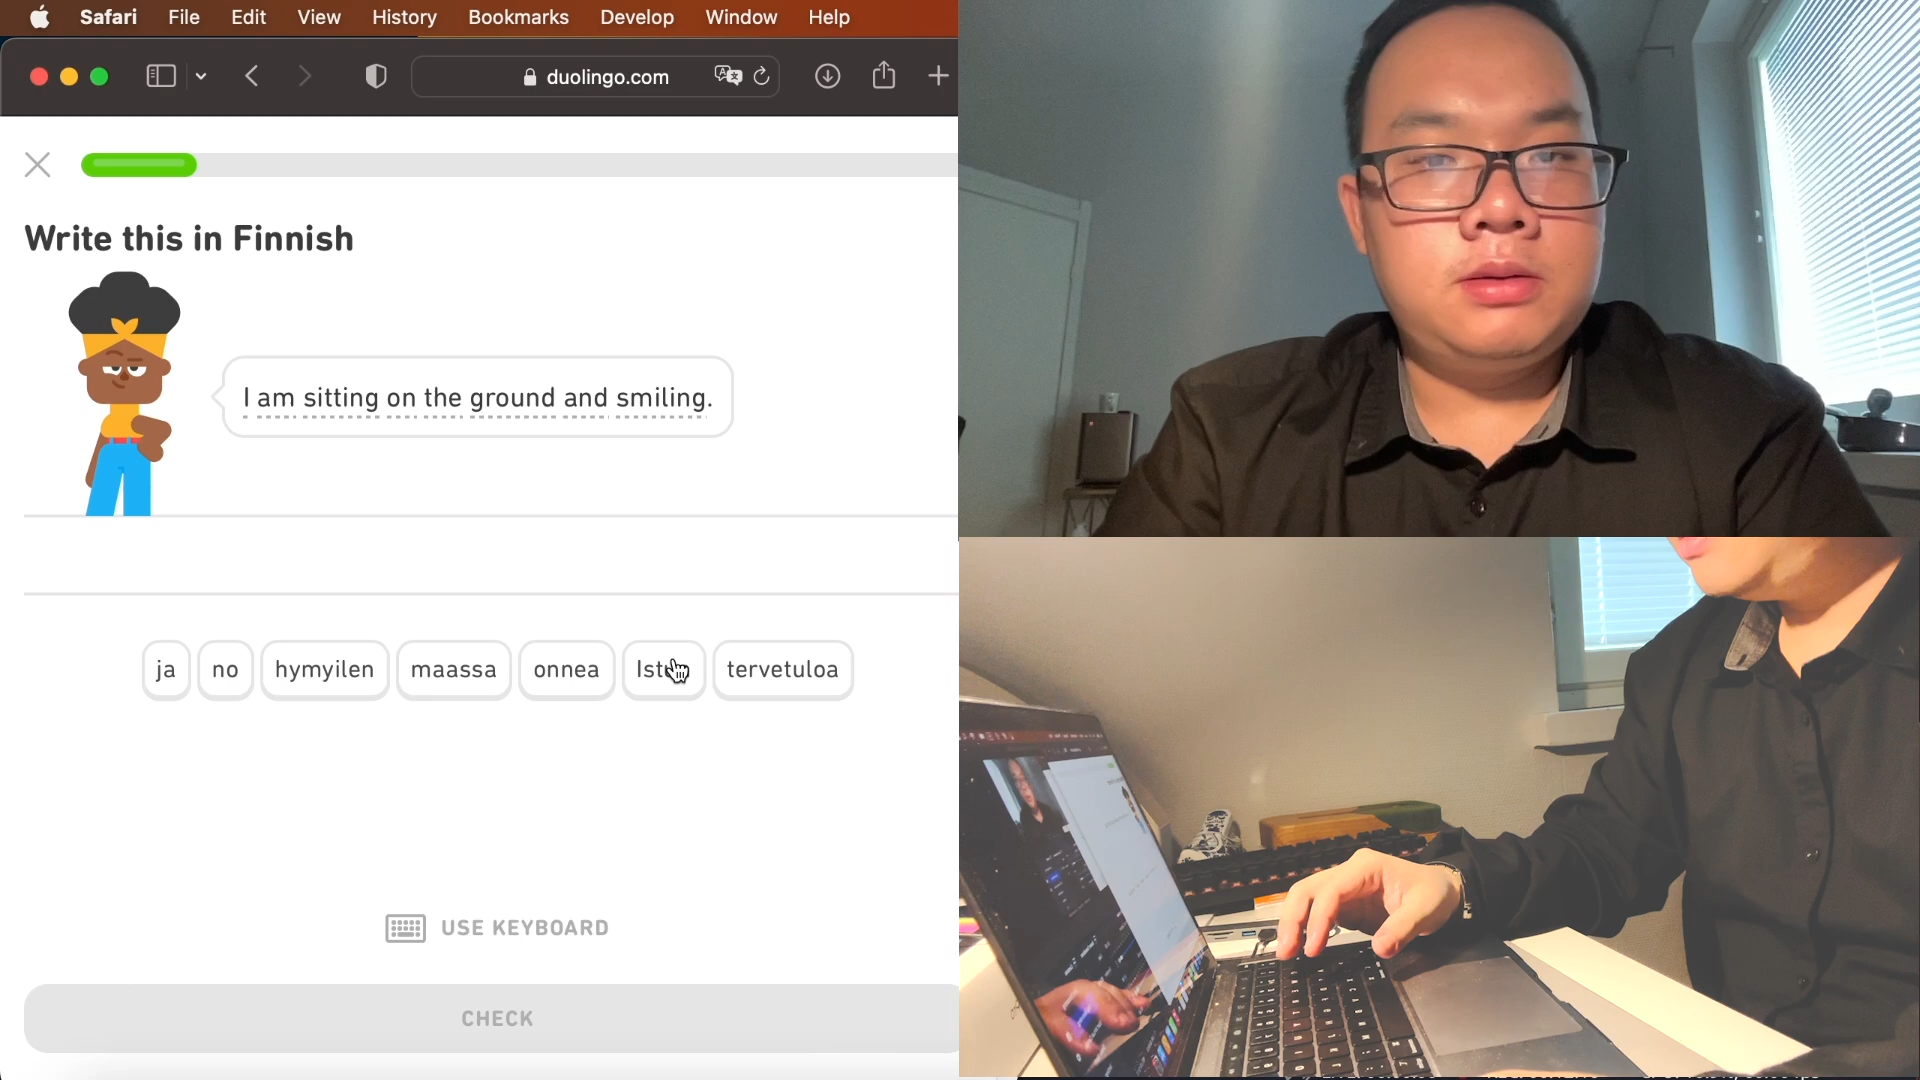 Safari File Edit View History Bookmarks Develop Window Help
duolingo.com
Write this in Finnish
I am sitting on the ground and smiling.
ja no hymyilen maassa onnea tervetuloa
USE KEYBOARD
CHECK